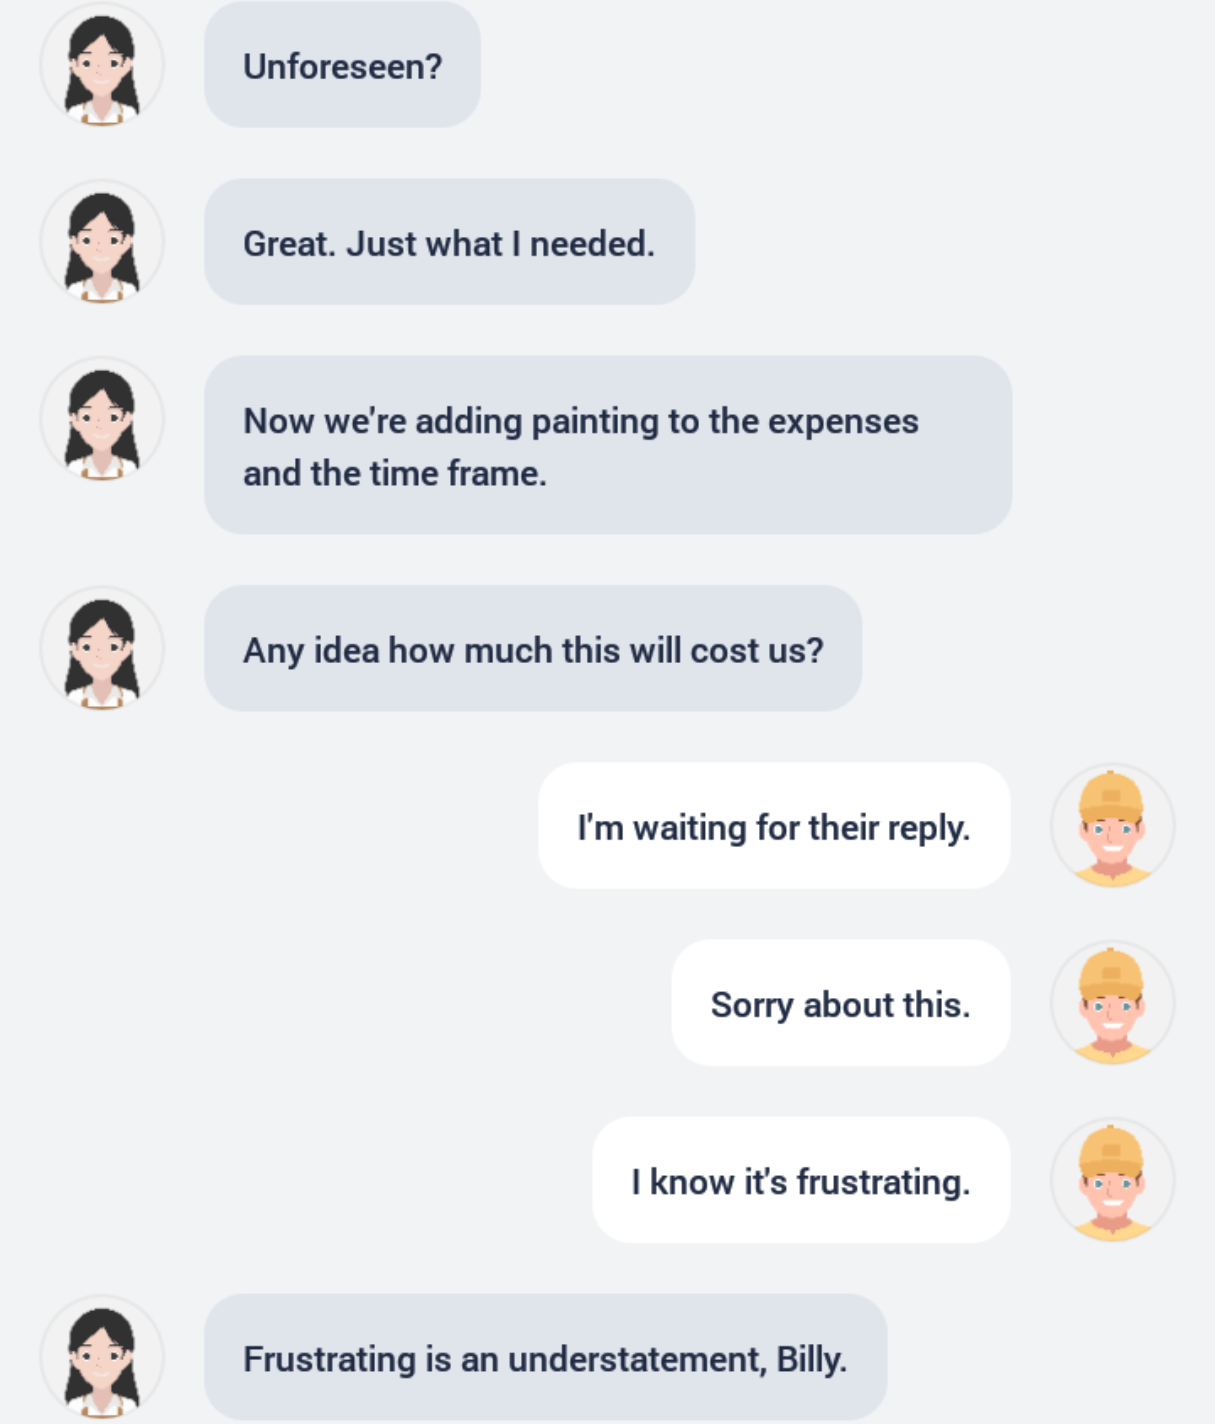 Unforeseen?
Great. Just what I needed.
Now we're adding painting to the expenses
and the time frame.
Any idea how much this will cost us?
I'm waiting for their reply.
Sorry about this.
I know it's frustrating.
Frustrating is an understatement, Billy.